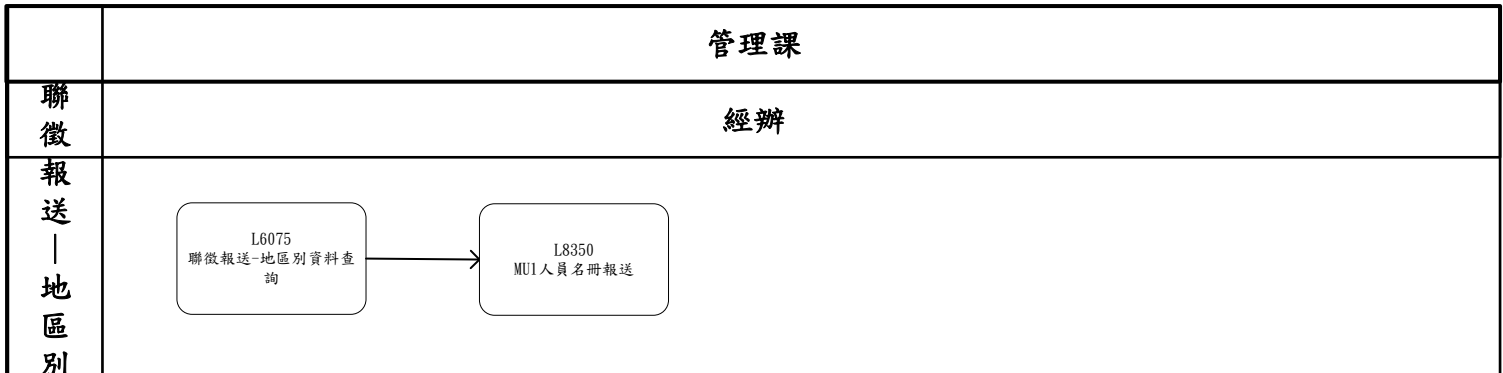 管理課
經辦
聯徵報送—地區別
L6075
聯徵報送-地區別資料查
詢
L8350
MU1人員名冊報送